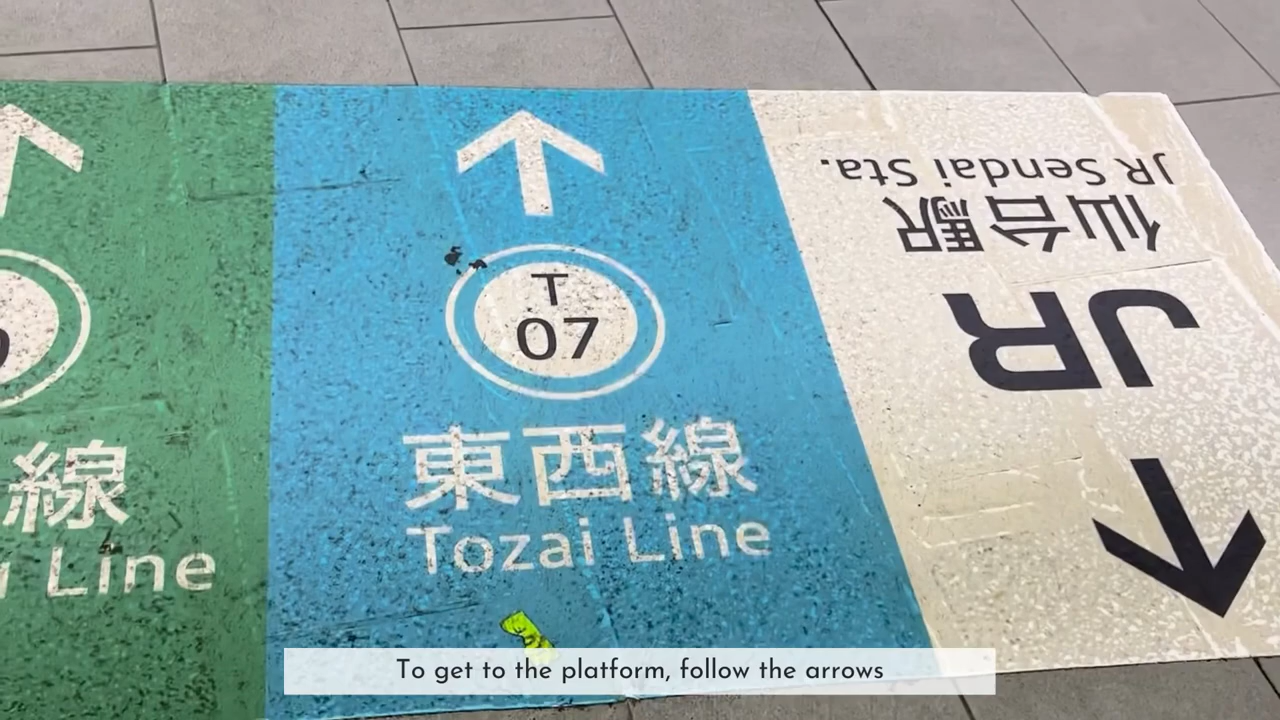 線
Line
T
07
東西線
Tozai Line
JR
仙台駅
JR Sendai Sta.
To get to the platform, follow the arrows